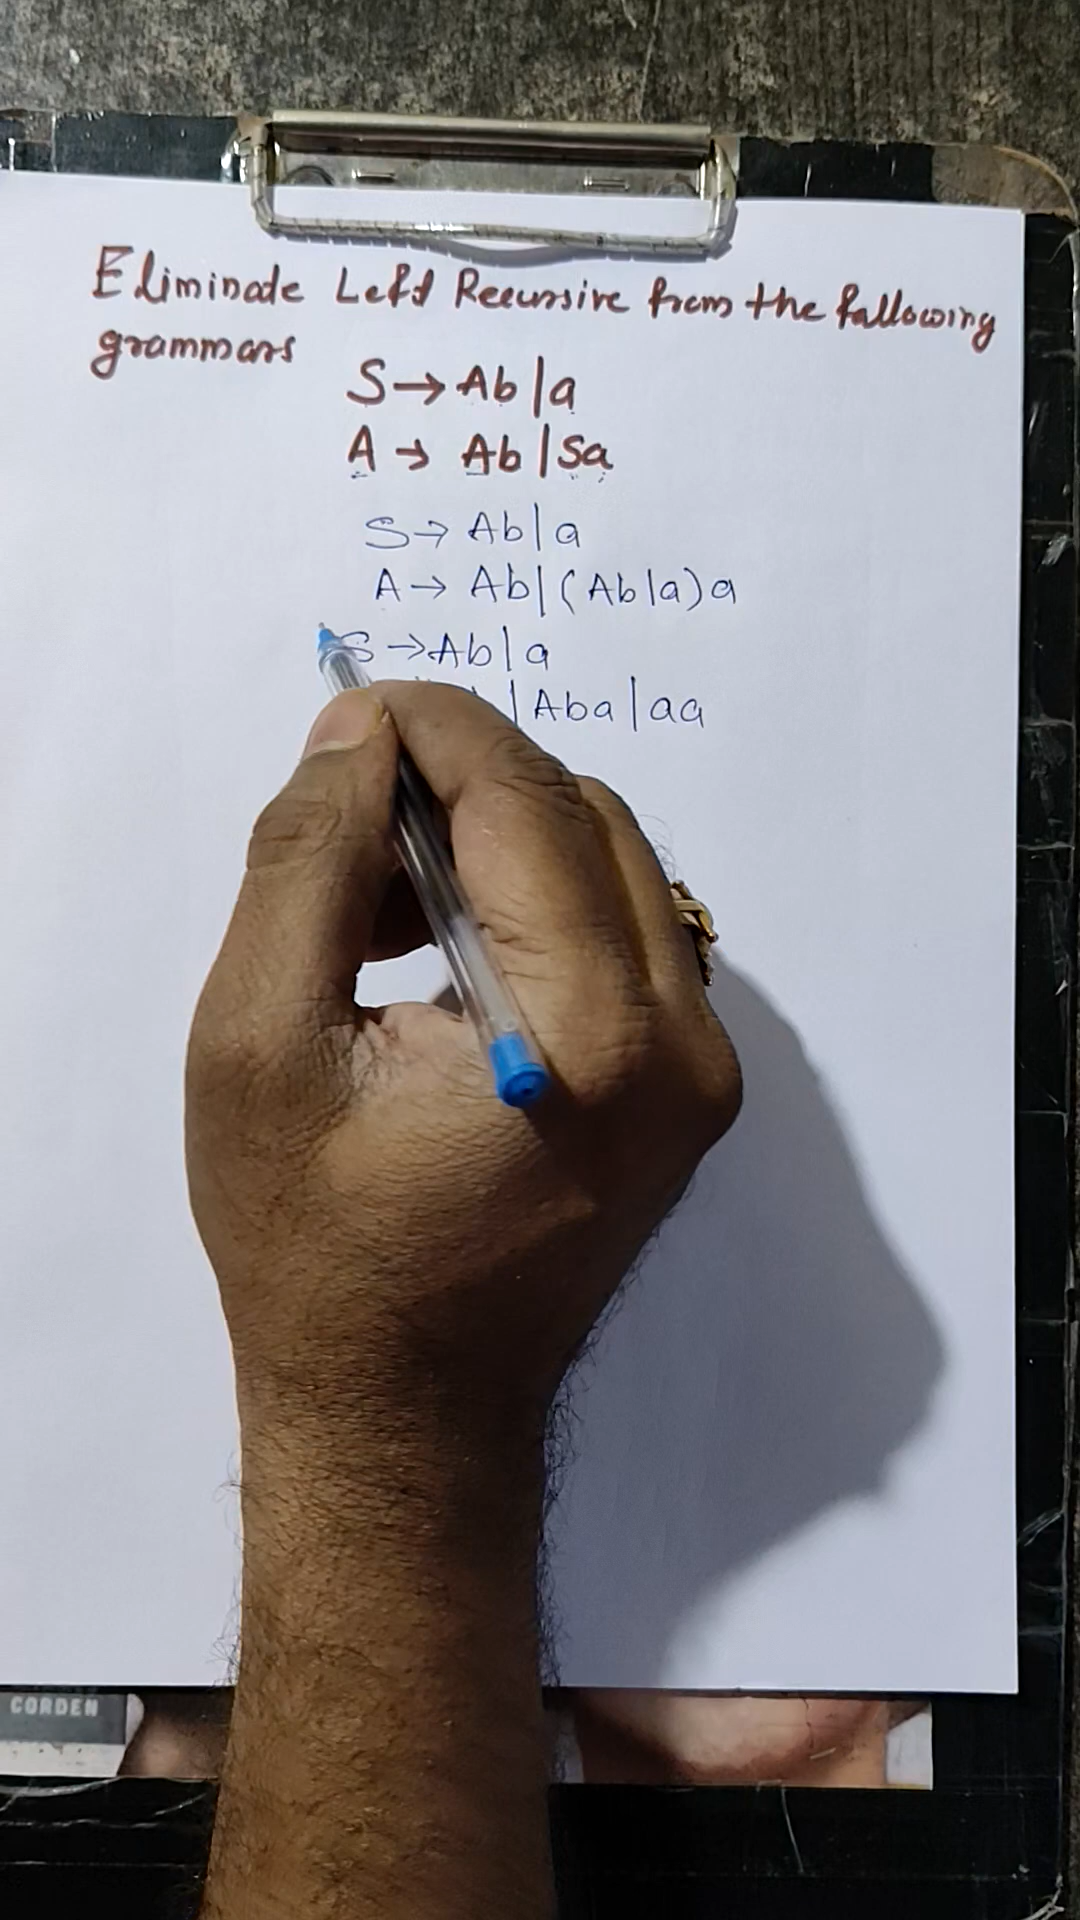 Eliminate Left Recursive from the following
grammars
S → Ab | a
A → Ab | Sa
S → Ab | a
A → Ab | (Ab | a) a
S → Ab | a
| Aba | aa
CORDEN